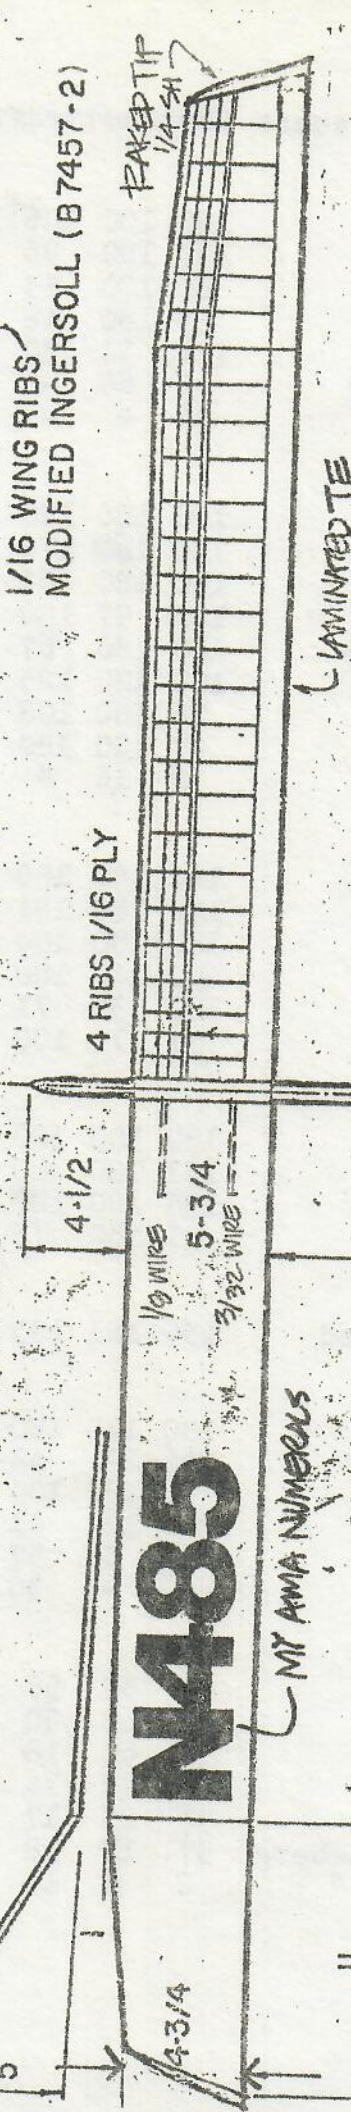 1/16 WING RIBS
MODIFIED INGERSOLL (B7457-2)
RAKED TIP
1/4 SH
4 RIBS 1/16 PLY
LAMINATED TE
4-1/2
1/8 WIRE
5-3/4
3/32 WIRE
N485
MY AMA NUMERALS
1
4-3/4
5